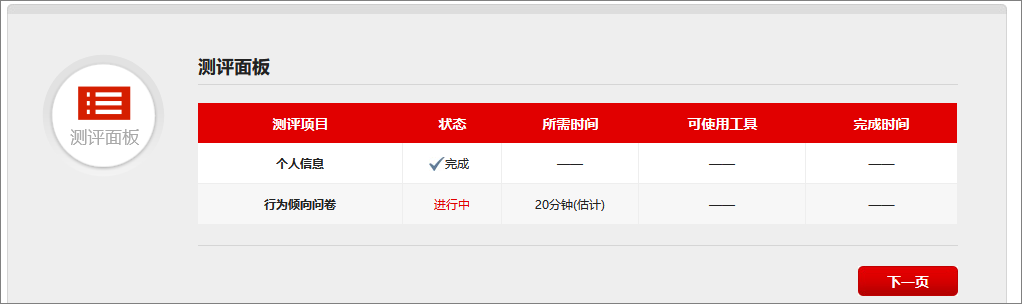 测评面板
测评面板
测评项目 状态 所需时间 可使用工具 完成时间
个人信息 完成 —— —— ——
行为倾向问卷 进行中 20分钟(估计) —— ——
下一页